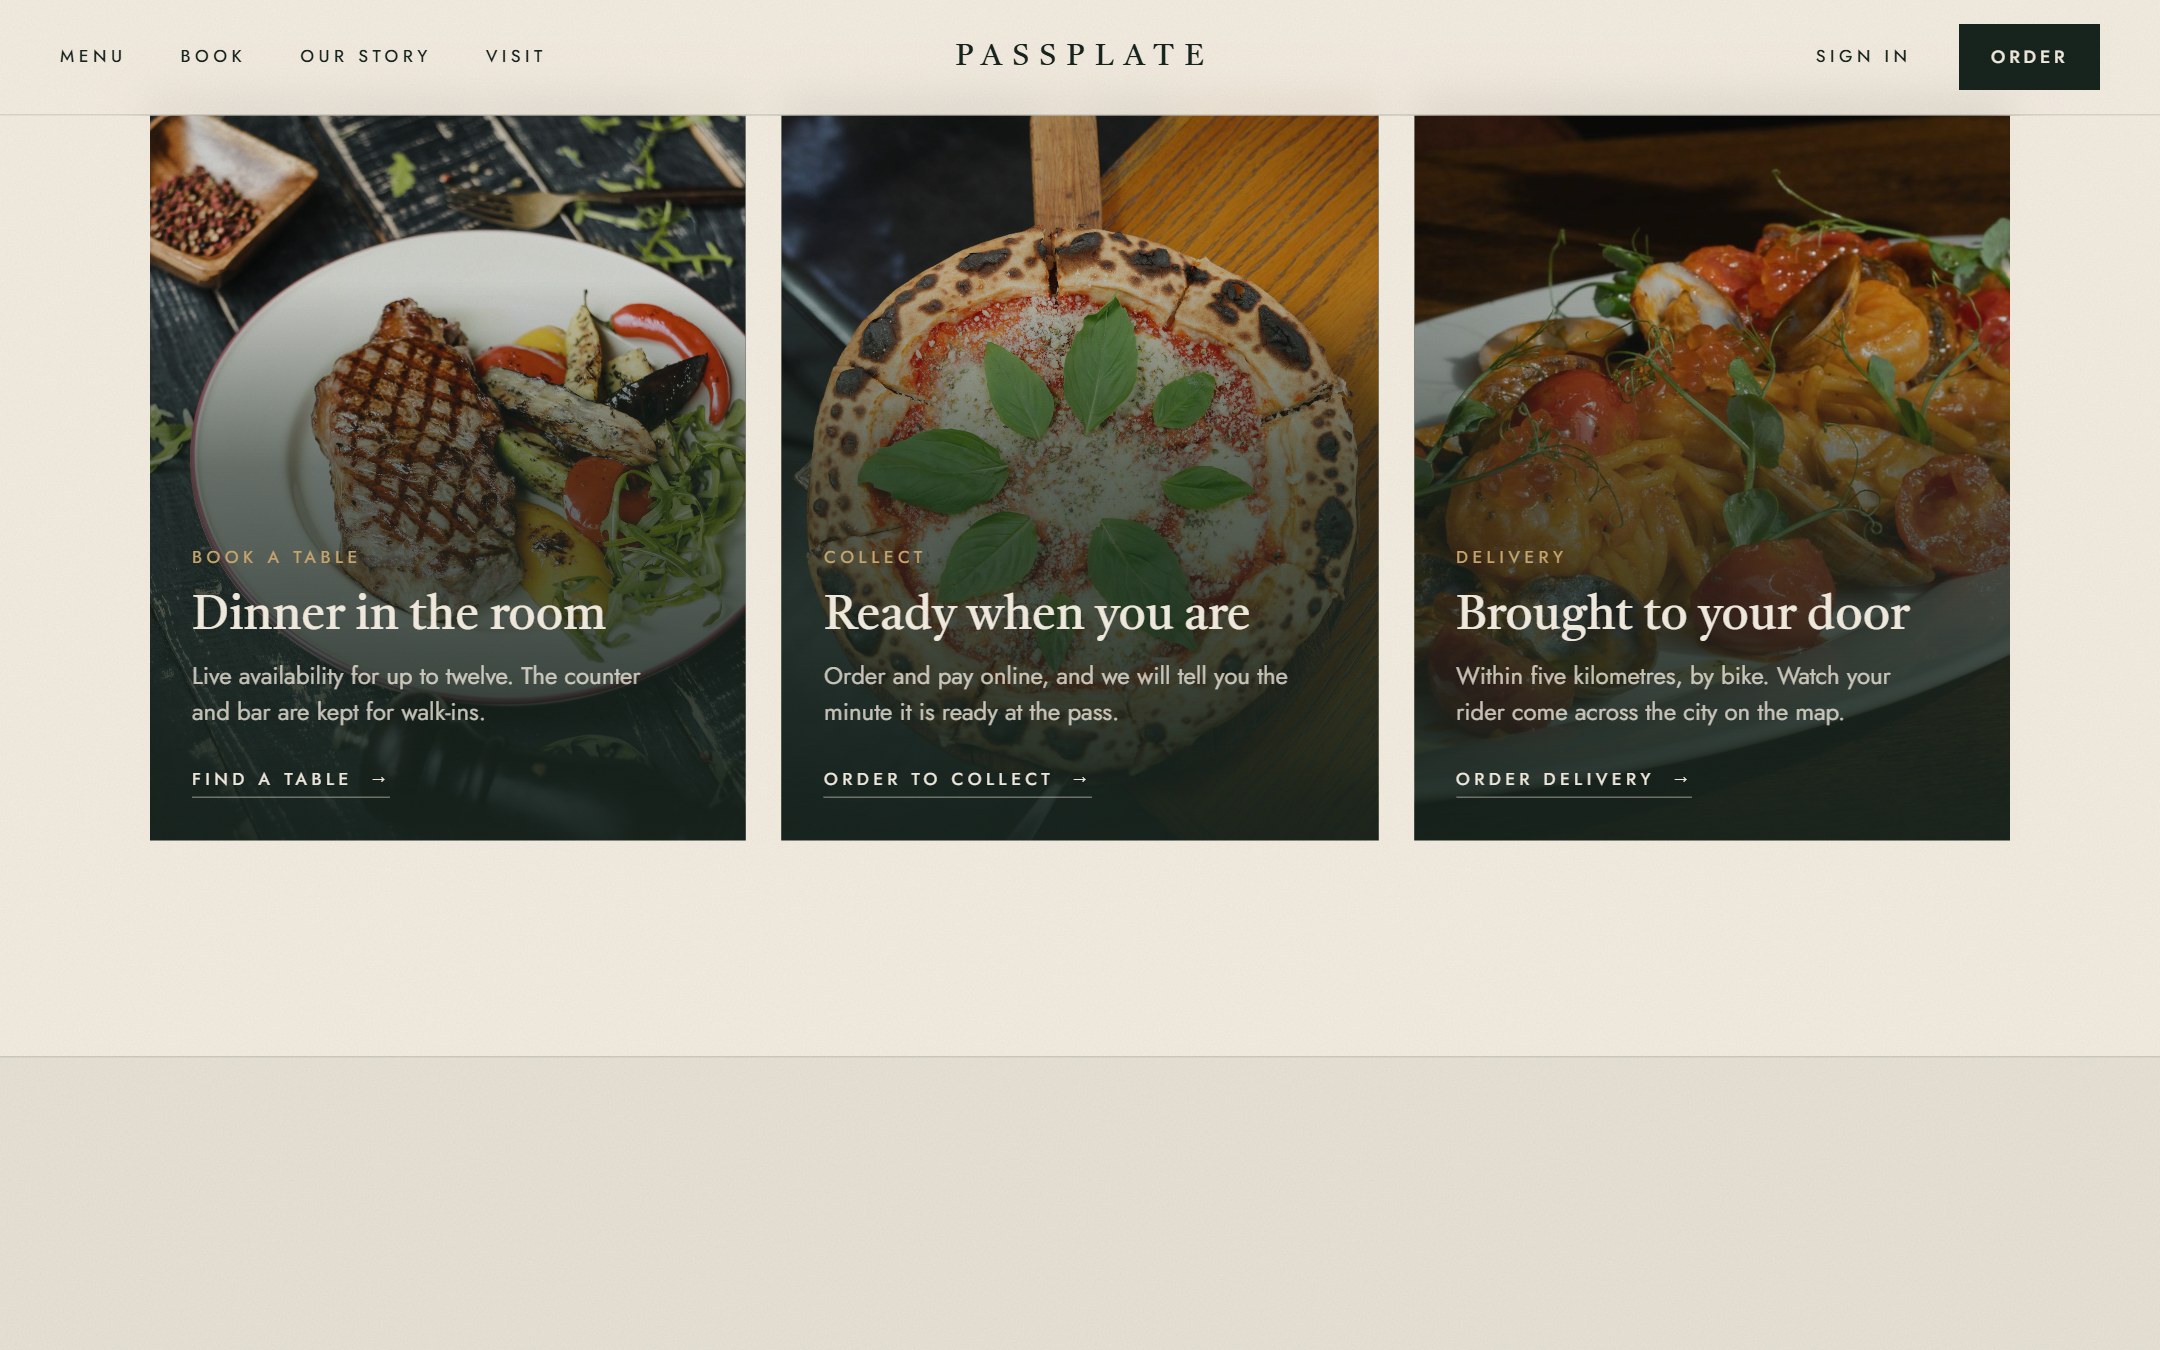 MENU BOOK OUR STORY VISIT PASSPLATE SIGN IN ORDER
BOOK A TABLE
Dinner in the room
Live availability for up to twelve. The counter
and bar are kept for walk-ins.
FIND A TABLE →
COLLECT
Ready when you are
Order and pay online, and we will tell you the
minute it is ready at the pass.
ORDER TO COLLECT →
DELIVERY
Brought to your door
Within five kilometres, by bike. Watch your
rider come across the city on the map.
ORDER DELIVERY →